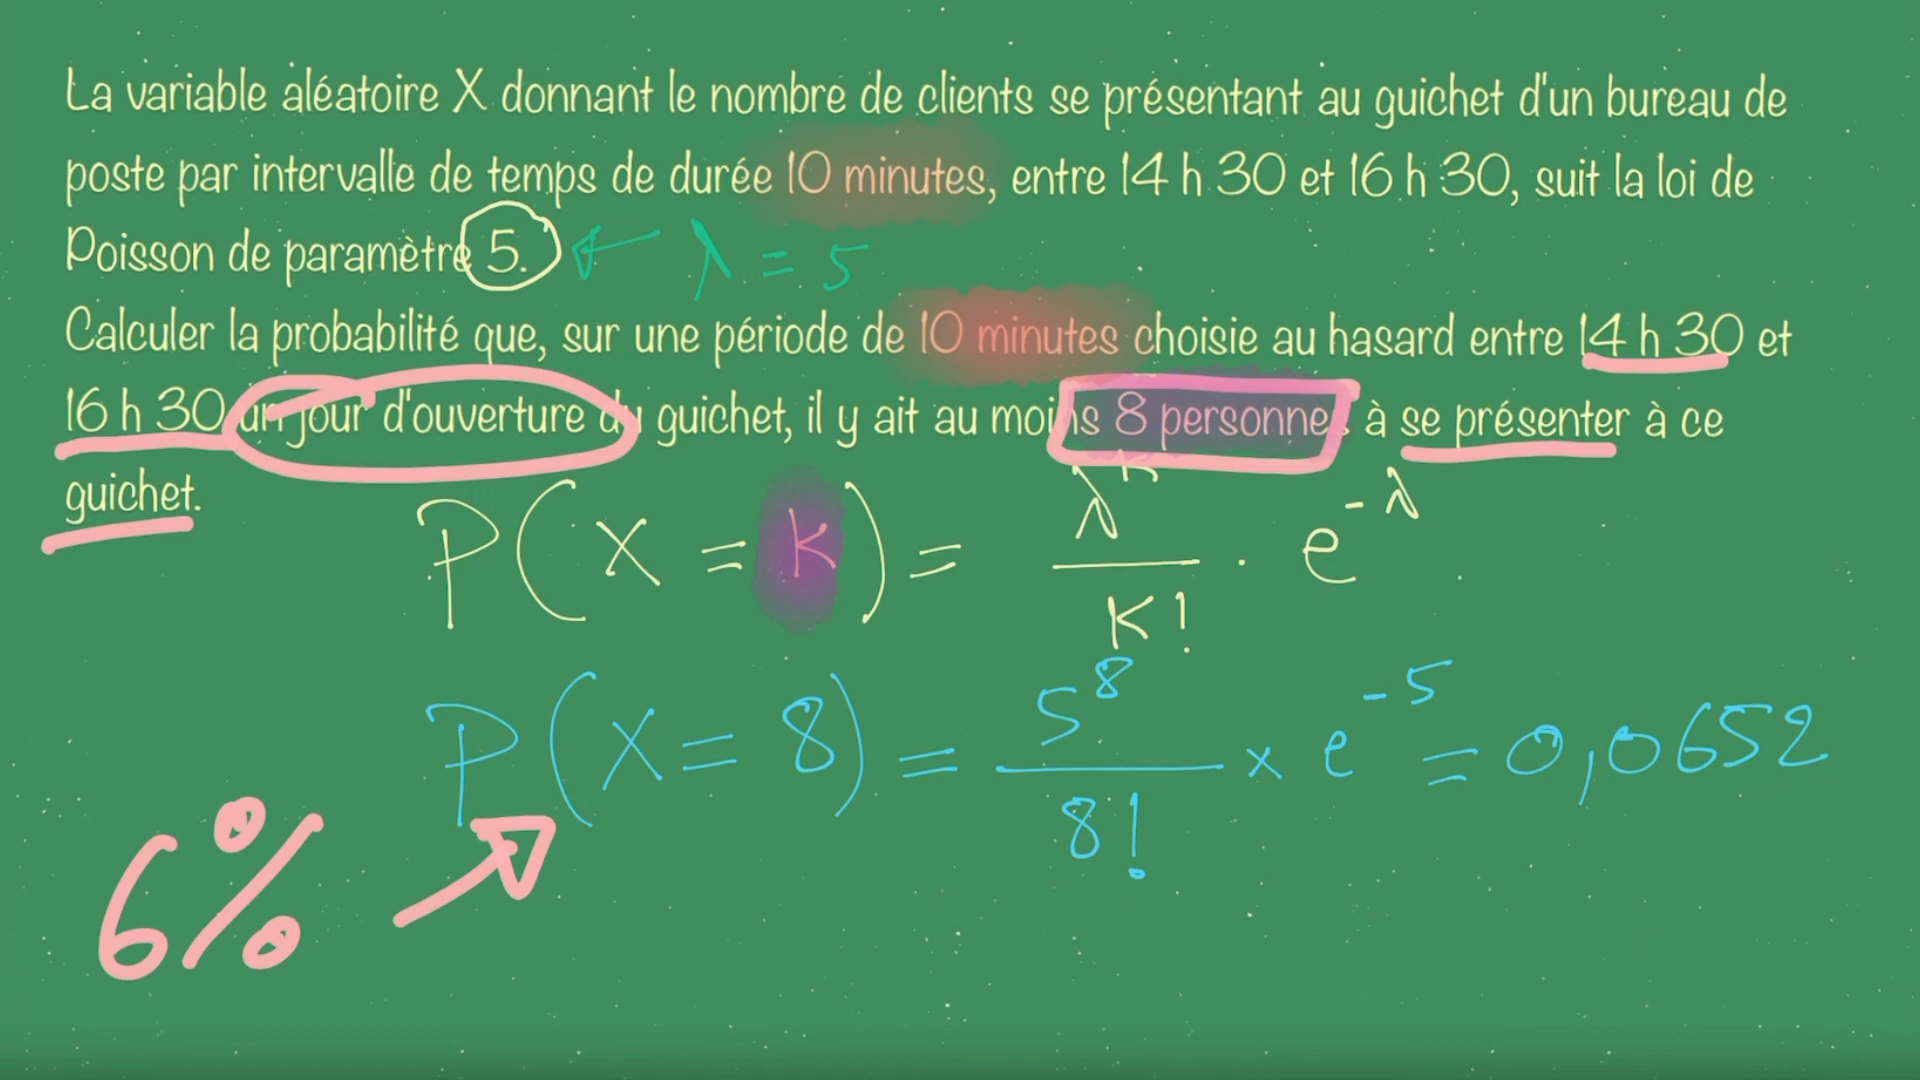 La variable aléatoire X donnant le nombre de clients se présentant au guichet d'un bureau de
poste par intervalle de temps de durée 10 minutes, entre 14 h 30 et 16 h 30, suit la loi de
Poisson de paramètre 5. ← λ = 5
Calculer la probabilité que, sur une période de 10 minutes choisie au hasard entre 14 h 30 et
16 h 30 un jour d'ouverture du guichet, il y ait au moins 8 personnes à se présenter à ce
guichet.
P(X = K) = λ^K / K! · e^-λ
P(X = 8) = 5^8 / 8! × e^-5 = 0,0652
6%